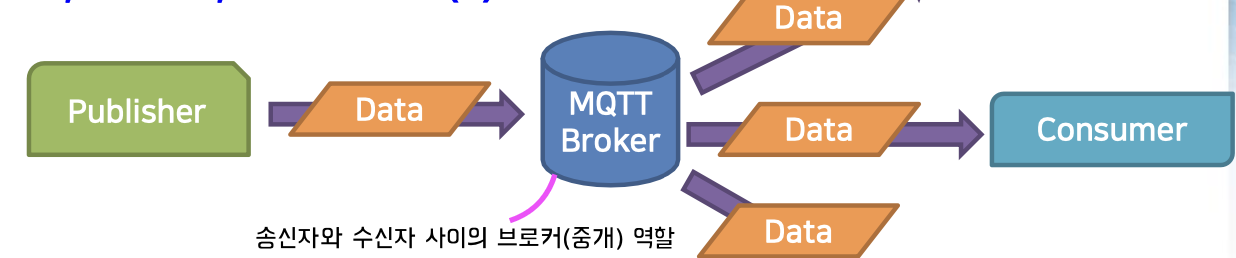 Data
Publisher
Data
MQTT
Broker
Data
Consumer
송신자와 수신자 사이의 브로커(중개) 역할
Data